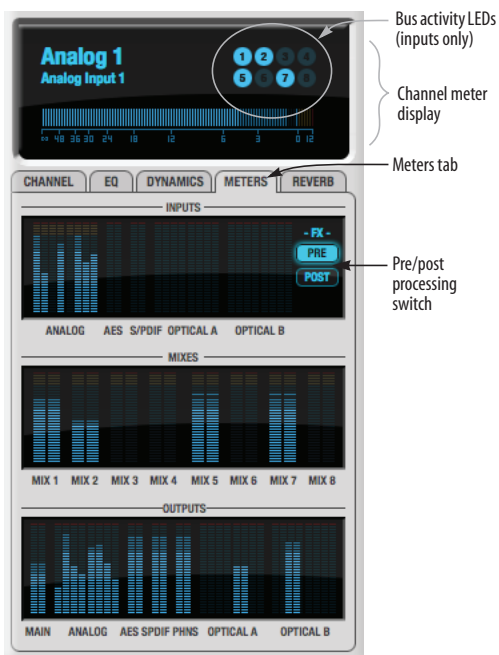 Bus activity LEDs
(inputs only)
Analog 1
Analog Input 1
1 2 3 4
5 6 7 8
Channel meter
display
∞ 48 36 30 24 18 12 6 3 0 12
Meters tab
CHANNEL EQ DYNAMICS METERS REVERB
INPUTS
- FX -
PRE
POST
Pre/post
processing
switch
ANALOG AES S/PDIF OPTICAL A OPTICAL B
MIXES
MIX 1 MIX 2 MIX 3 MIX 4 MIX 5 MIX 6 MIX 7 MIX 8
OUTPUTS
MAIN ANALOG AES SPDIF PHNS OPTICAL A OPTICAL B